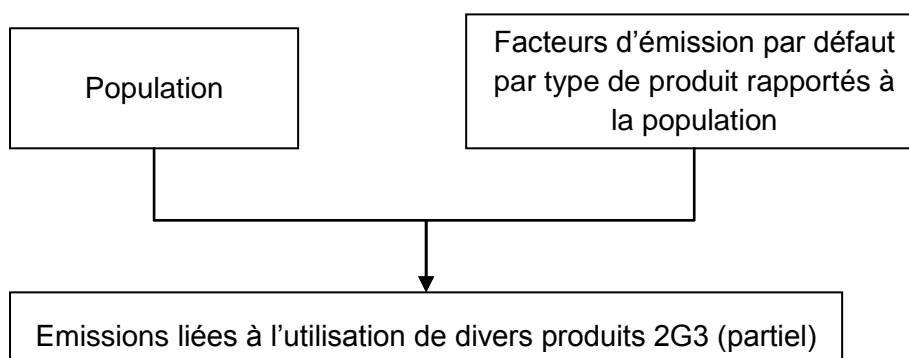 Population
Facteurs d’émission par défaut
par type de produit rapportés à
la population
Emissions liées à l’utilisation de divers produits 2G3 (partiel)